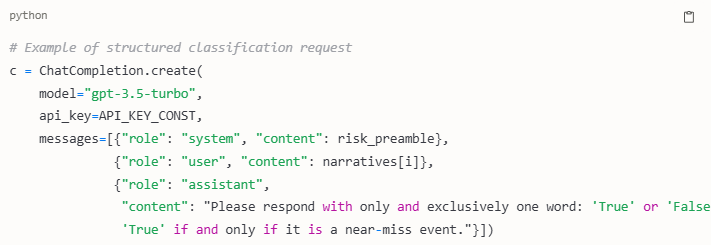 python
# Example of structured classification request
c = ChatCompletion.create(
    model="gpt-3.5-turbo",
    api_key=API_KEY_CONST,
    messages=[{"role": "system", "content": risk_preamble},
              {"role": "user", "content": narratives[i]},
              {"role": "assistant",
               "content": "Please respond with only and exclusively one word: 'True' or 'False
               'True' if and only if it is a near-miss event."}])